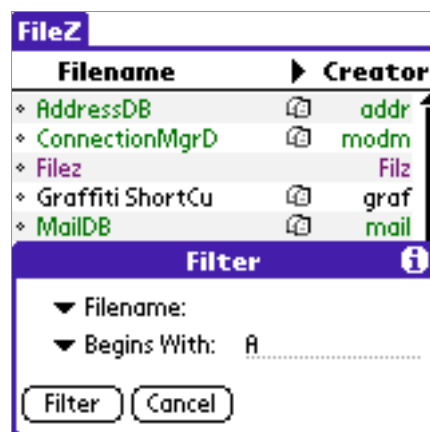 FileZ
Filename Creator
AddressDB addr
ConnectionMgrD modm
Filez Filz
Graffiti ShortCu graf
MailDB mail
Filter i
Filename:
Begins With: A
Filter Cancel